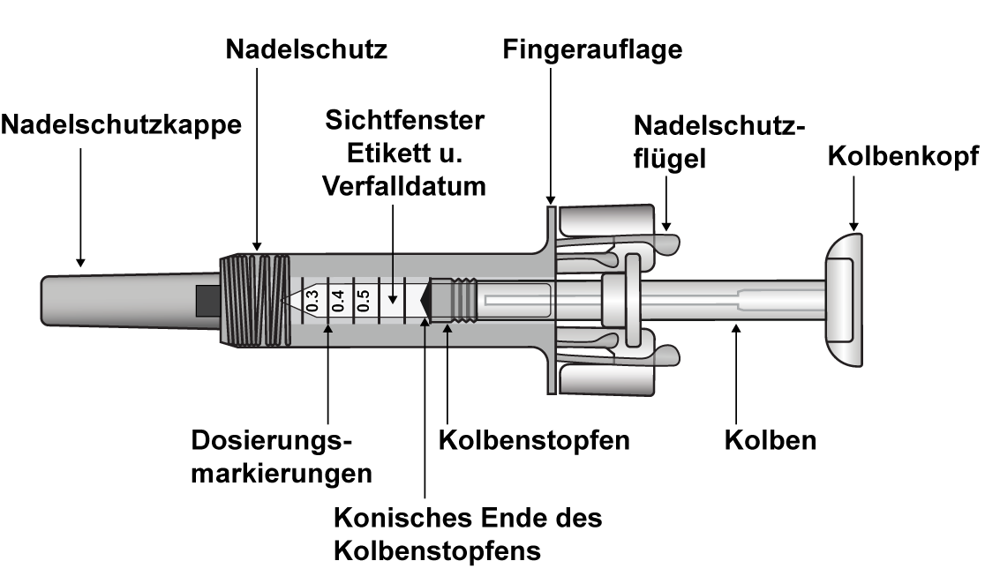 Nadelschutz
Fingerauflage
Nadelschutzkappe
Sichtfenster
Etikett u.
Verfalldatum
Nadelschutz-
flügel
Kolbenkopf
0.3
0.4
0.5
Dosierungs-
markierungen
Kolbenstopfen
Kolben
Konisches Ende des
Kolbenstopfens